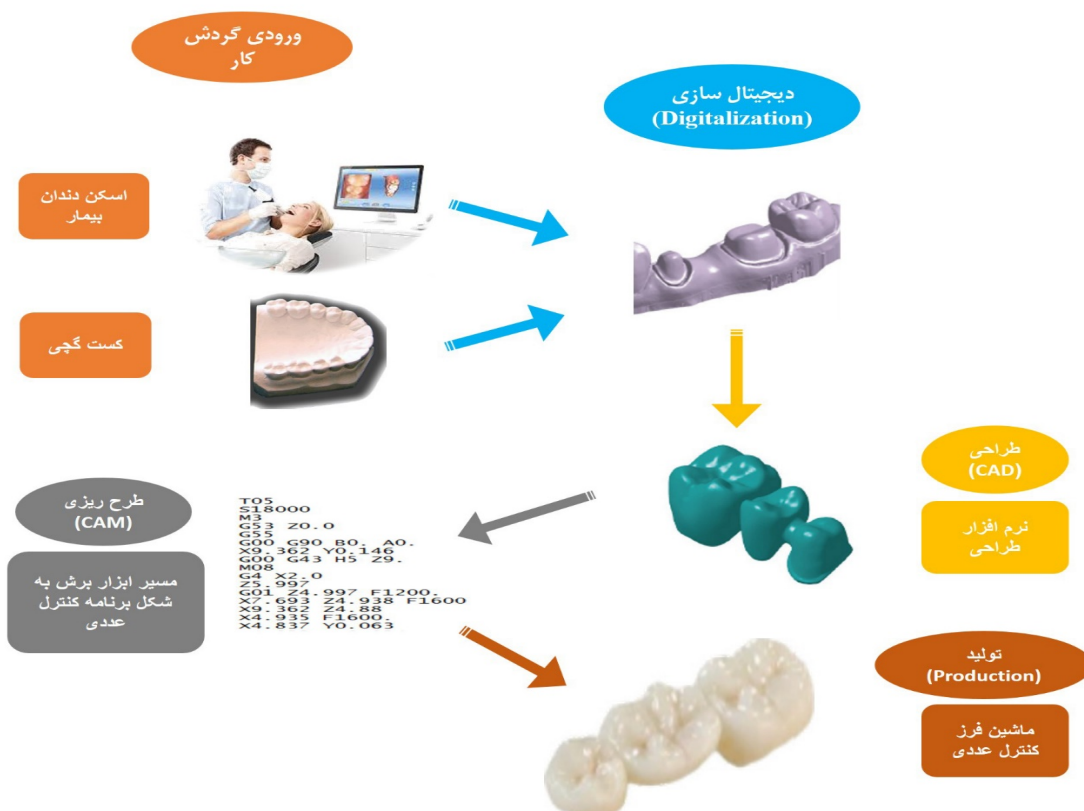 ورودی گردش
کار
دیجیتال سازی
(Digitalization)
اسکن دندان
بیمار
کست گچی
طراحی
(CAD)
نرم افزار
طراحی
طرح ریزی
(CAM)
مسیر ابزار برش به
شکل برنامه کنترل
عددی
T05
S18000
M3
G53 Z0.0
G55
G00 G90 B0. A0.
X9.362 Y0.146
G00 G43 H5 Z9.
M08
G4 X2.0
Z5.997
G01 Z4.997 F1200.
X7.693 Z4.938 F1600
X9.362 Z4.88
X4.935 F1600.
X4.837 Y0.063
تولید
(Production)
ماشین فرز
کنترل عددی